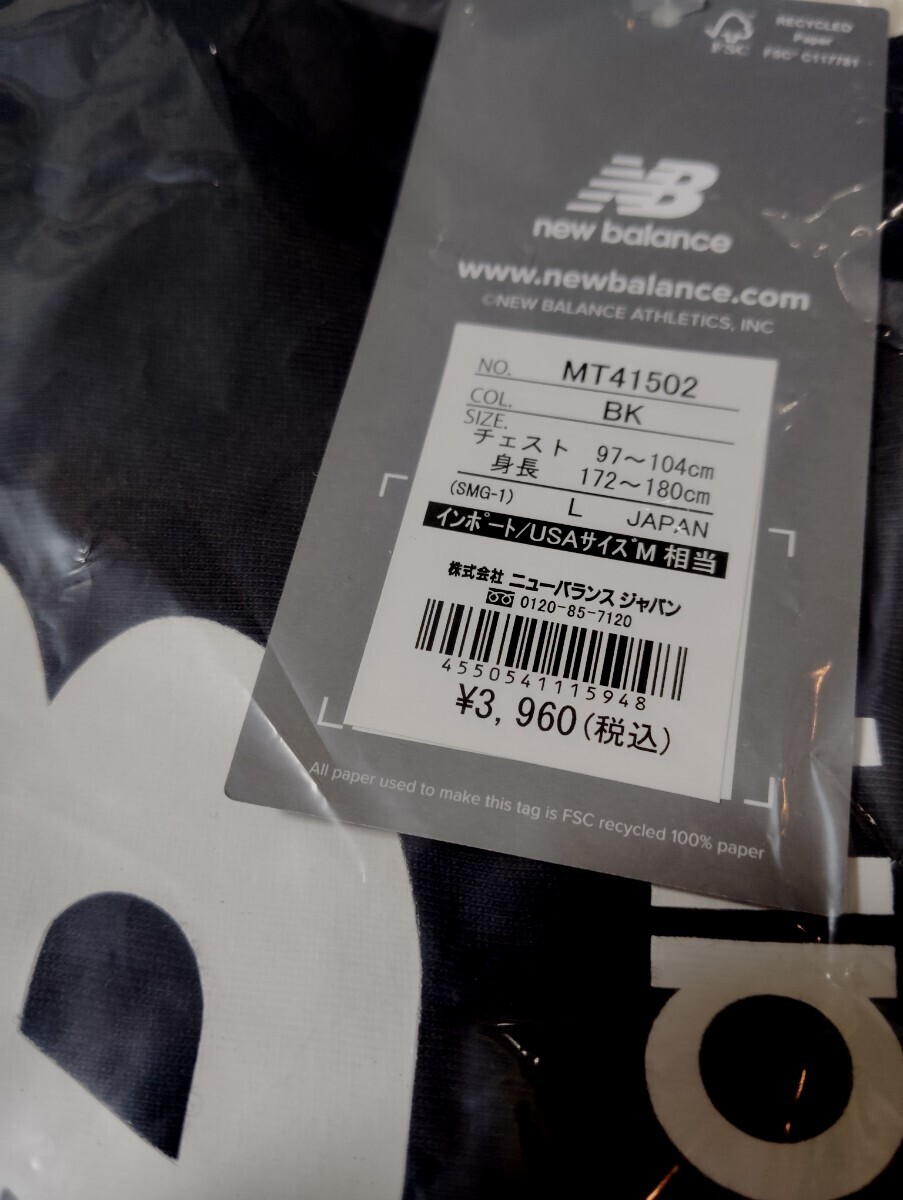 FSC
RECYCLED
Paper
FSC® C117781
NB
new balance
www.newbalance.com
©NEW BALANCE ATHLETICS, INC
NO. MT41502
COL. BK
SIZE.
チェスト 97～104cm
身長 172～180cm
(SMG-1) L JAPAN
インポート/USAサイズM 相当
株式会社 ニューバランス ジャパン
0120-85-7120
4550541115948
¥3,960(税込)
All paper used to make this tag is FSC recycled 100% paper